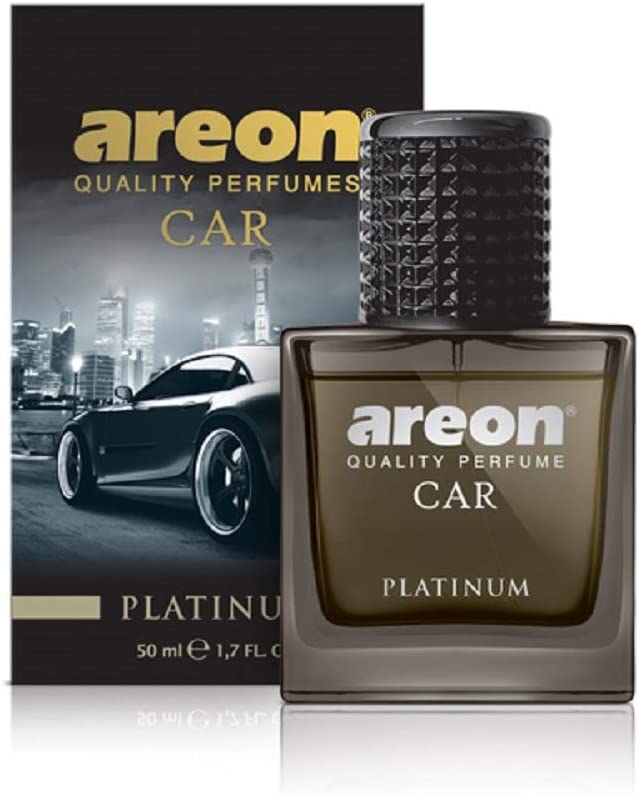 areon®
QUALITY PERFUMES
CAR
PLATINU
50 ml ℮ 1,7 FL. O
areon®
QUALITY PERFUME
CAR
PLATINUM